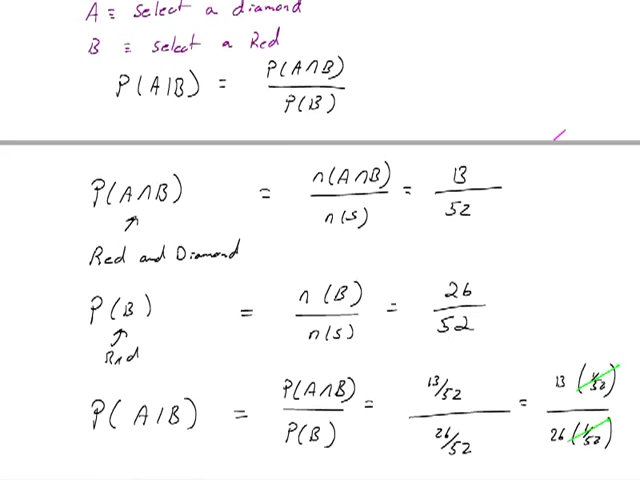 A ≡ select a diamond
B ≡ select a Red
P(A|B) = P(A∩B) / P(B)
P(A∩B) = n(A∩B) / n(s) = 13 / 52
Red and Diamond
P(B) = n(B) / n(s) = 26 / 52
Red
P(A|B) = P(A∩B) / P(B) = 13/52 / 26/52 = 13 (1/52) / 26 (1/52)